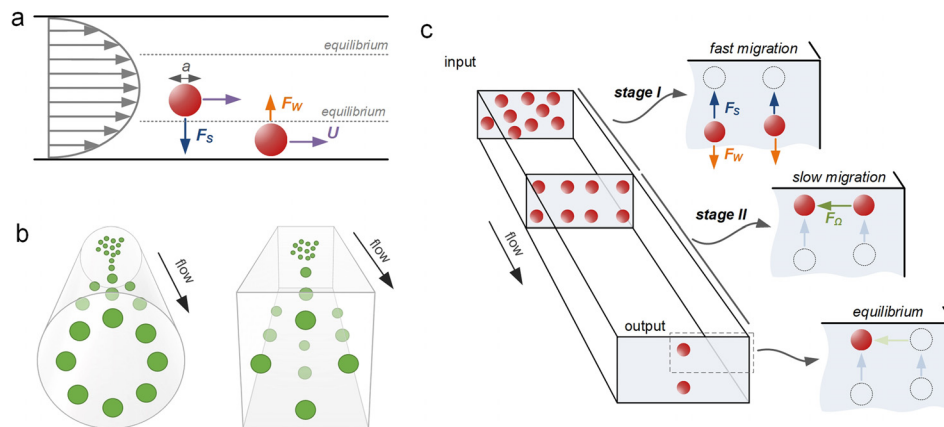 a
equilibrium
a
F_W
equilibrium
F_S
U
b
flow
flow
c
input
stage I
fast migration
F_S
F_W
slow migration
stage II
F_Ω
flow
output
equilibrium